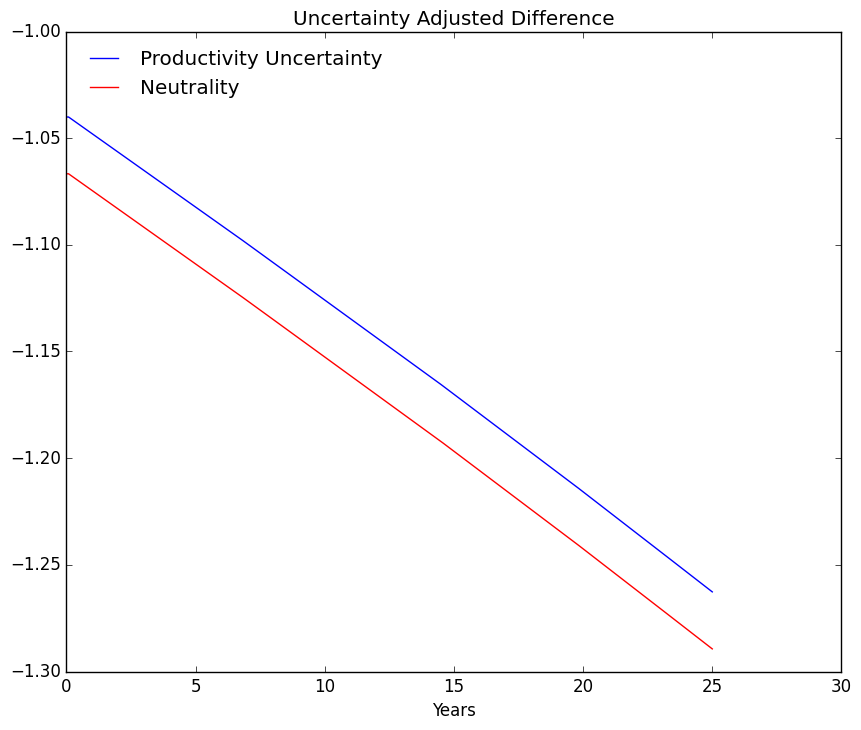 Uncertainty Adjusted Difference
Productivity Uncertainty
Neutrality
−1.00
−1.05
−1.10
−1.15
−1.20
−1.25
−1.30
0 5 10 15 20 25 30
Years